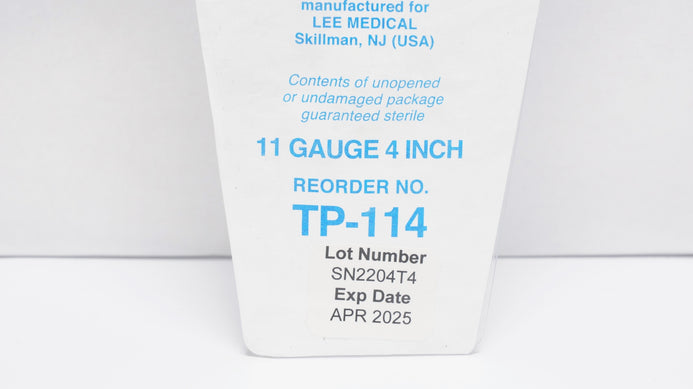 manufactured for
LEE MEDICAL
Skillman, NJ (USA)
Contents of unopened
or undamaged package
guaranteed sterile
11 GAUGE 4 INCH
REORDER NO.
TP-114
Lot Number
SN2204T4
Exp Date
APR 2025